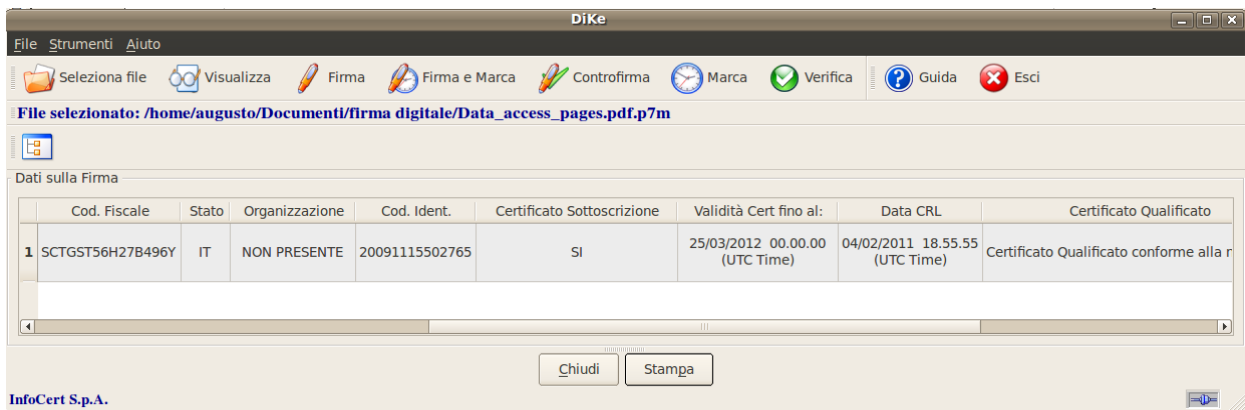 DiKe
File Strumenti Aiuto
Seleziona file Visualizza Firma Firma e Marca Controfirma Marca Verifica Guida Esci
File selezionato: /home/augusto/Documenti/firma digitale/Data_access_pages.pdf.p7m
Dati sulla Firma
Cod. Fiscale Stato Organizzazione Cod. Ident. Certificato Sottoscrizione Validità Cert fino al: Data CRL Certificato Qualificato
1 SCTGST56H27B496Y IT NON PRESENTE 20091115502765 SI 25/03/2012 00.00.00 04/02/2011 18.55.55 Certificato Qualificato conforme alla
(UTC Time) (UTC Time)
Chiudi Stampa
InfoCert S.p.A.